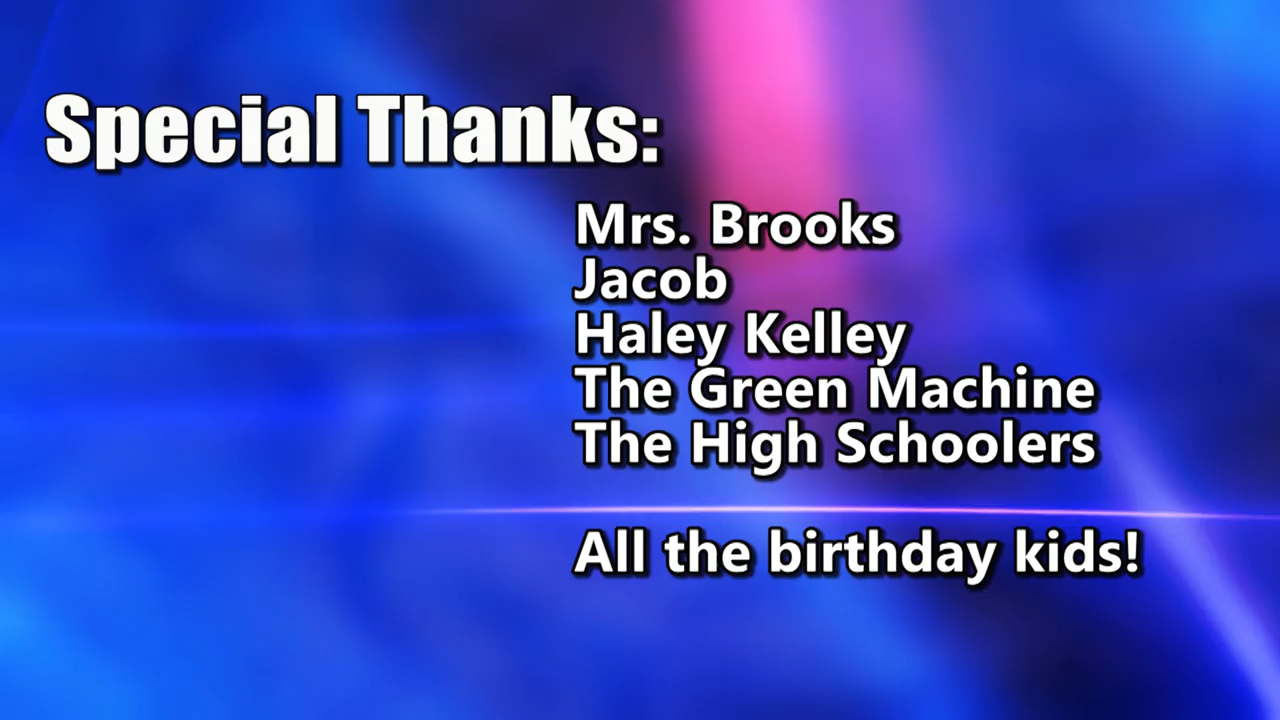 Special Thanks:
Mrs. Brooks
Jacob
Haley Kelley
The Green Machine
The High Schoolers
All the birthday kids!